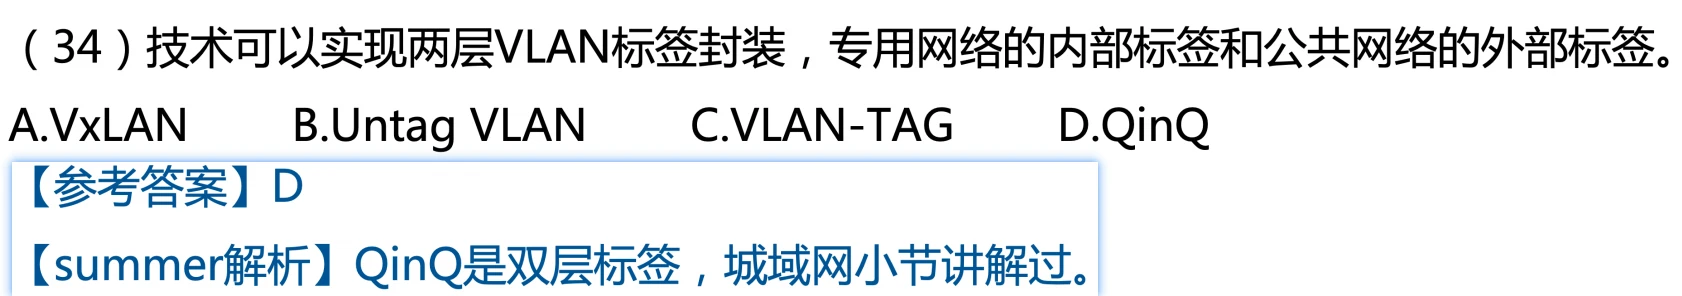 （34）技术可以实现两层VLAN标签封装，专用网络的内部标签和公共网络的外部标签。
A.VxLAN B.Untag VLAN C.VLAN-TAG D.QinQ
【参考答案】D
【summer解析】QinQ是双层标签，城域网小节讲解过。